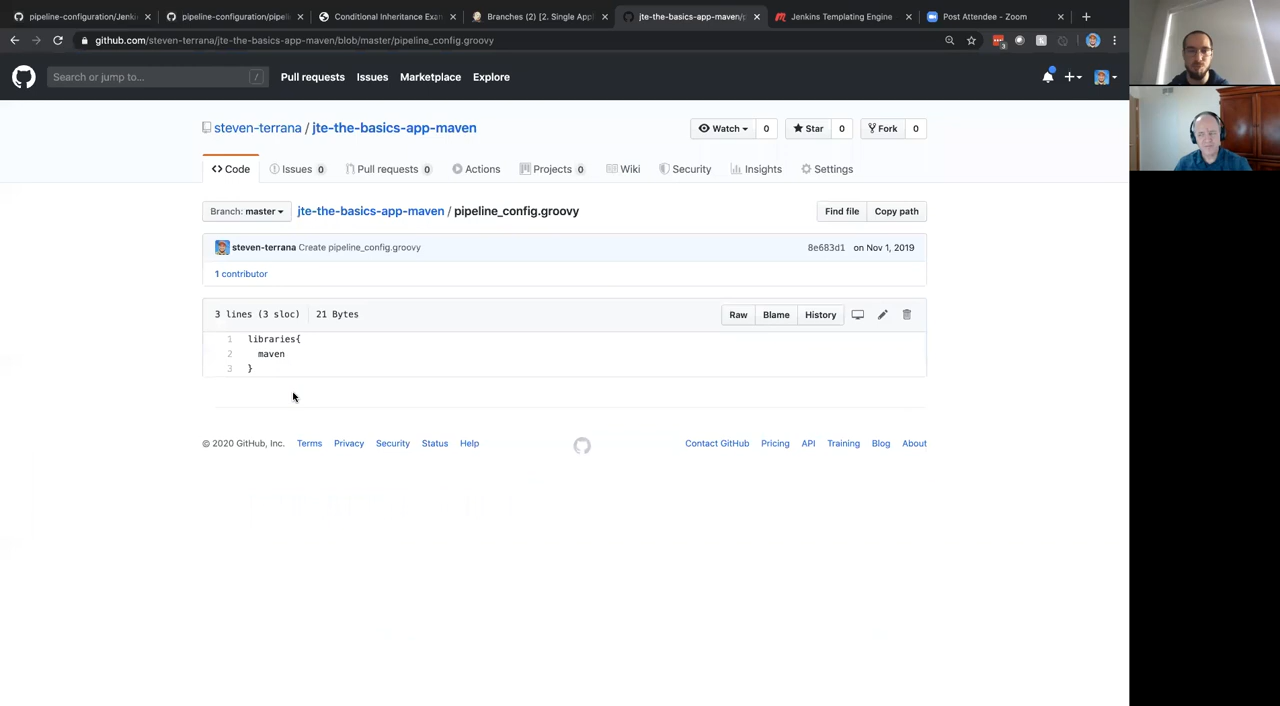 pipeline-configuration/Jenki
pipeline-configuration/pipel
Conditional Inheritance Exa
Branches (2) [2. Single App
jte-the-basics-app-maven/p
Jenkins Templating Engine
Post Attendee - Zoom
github.com/steven-terrana/jte-the-basics-app-maven/blob/master/pipeline_config.groovy
3
Search or jump to...
/
Pull requests
Issues
Marketplace
Explore
steven-terrana / jte-the-basics-app-maven
Watch 0
Star 0
Fork 0
<> Code
Issues 0
Pull requests 0
Actions
Projects 0
Wiki
Security
Insights
Settings
Branch: master
jte-the-basics-app-maven / pipeline_config.groovy
Find file
Copy path
steven-terrana Create pipeline_config.groovy
8e683d1 on Nov 1, 2019
1 contributor
3 lines (3 sloc) 21 Bytes
Raw
Blame
History
1 libraries{
2 maven
3 }
© 2020 GitHub, Inc.
Terms
Privacy
Security
Status
Help
Contact GitHub
Pricing
API
Training
Blog
About